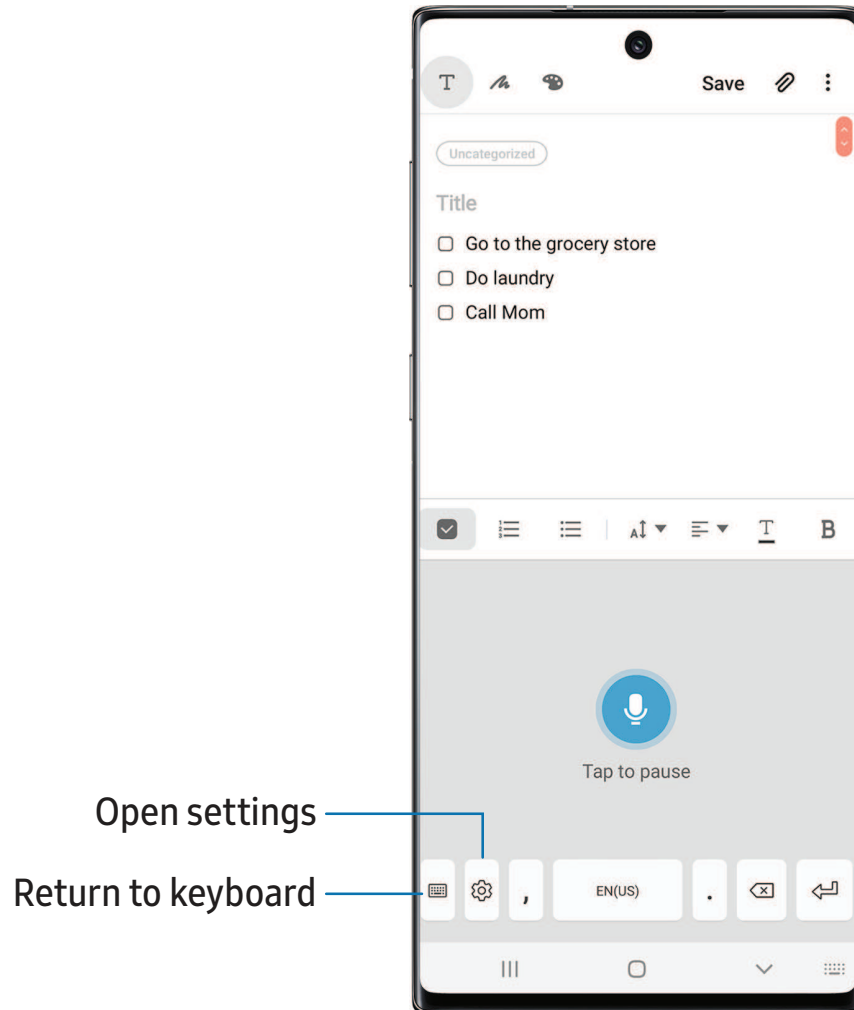 T
Save
Uncategorized
Title
Go to the grocery store
Do laundry
Call Mom
A T B
Tap to pause
Open settings
Return to keyboard
, EN(US) .